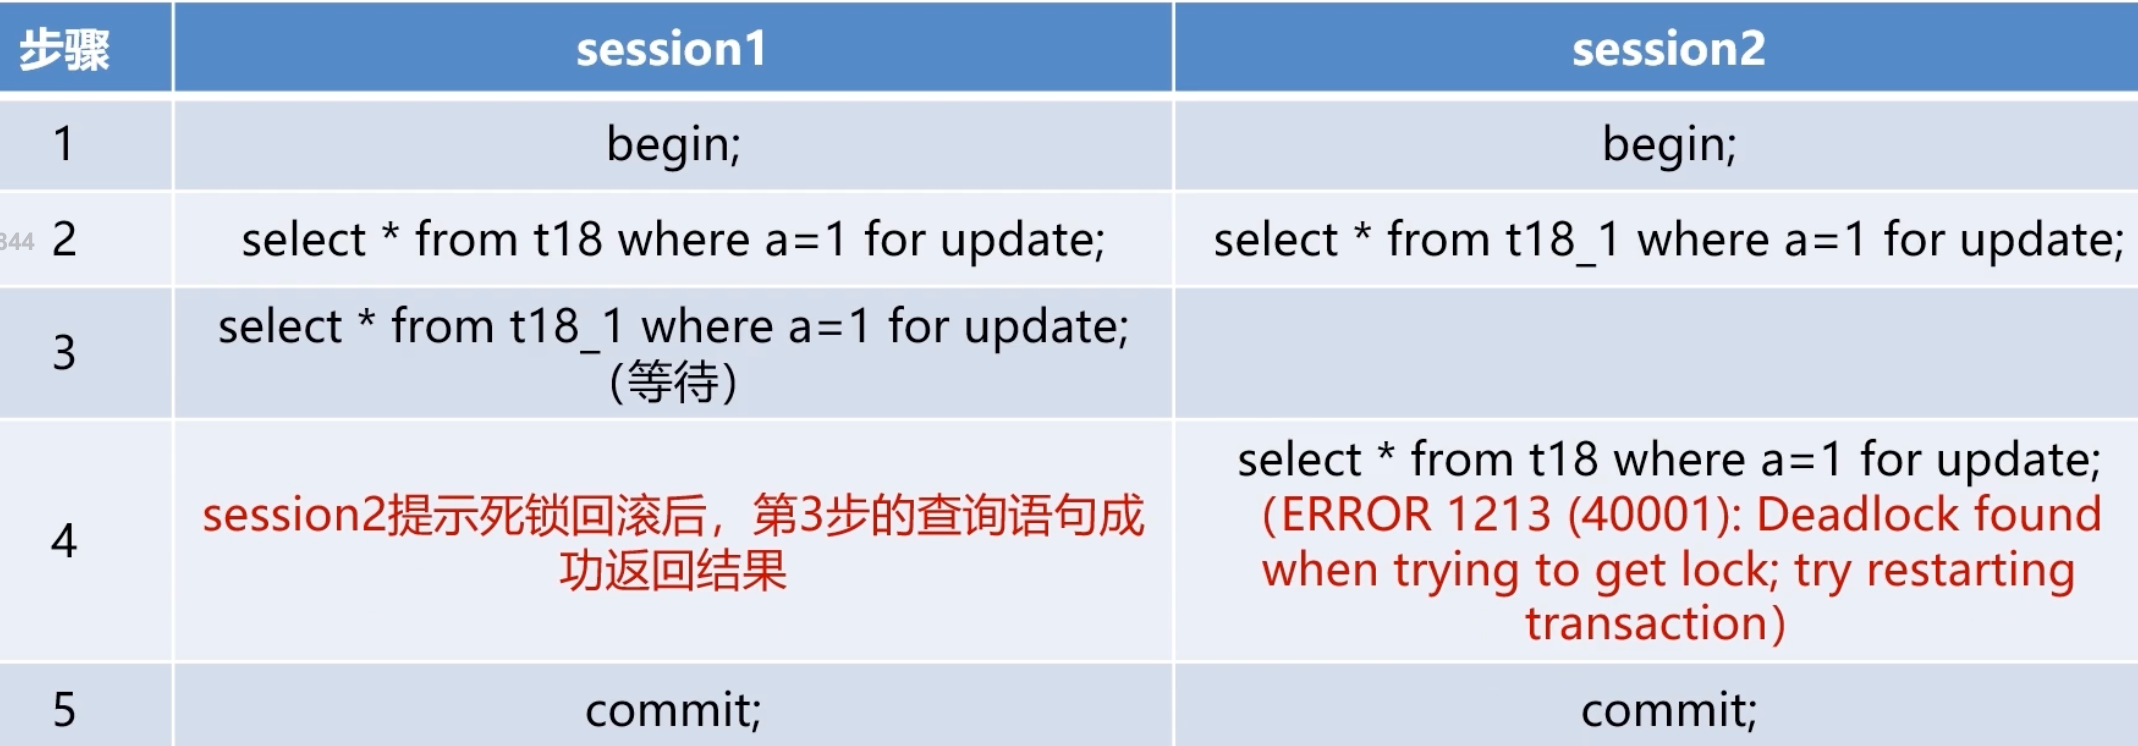 步骤
session1
session2
1
begin;
begin;
344
2
select * from t18 where a=1 for update;
select * from t18_1 where a=1 for update;
3
select * from t18_1 where a=1 for update;
（等待）
4
session2提示死锁回滚后，第3步的查询语句成
功返回结果
select * from t18 where a=1 for update;
（ERROR 1213 (40001): Deadlock found
when trying to get lock; try restarting
transaction）
5
commit;
commit;